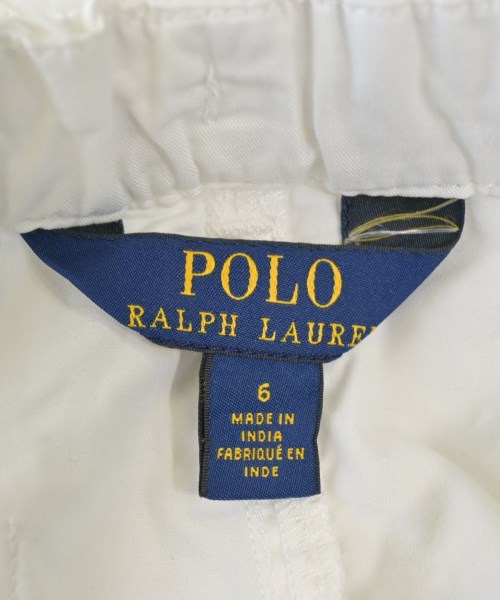 POLO
RALPH LAUREN
6
MADE IN
INDIA
FABRIQUÉ EN
INDE